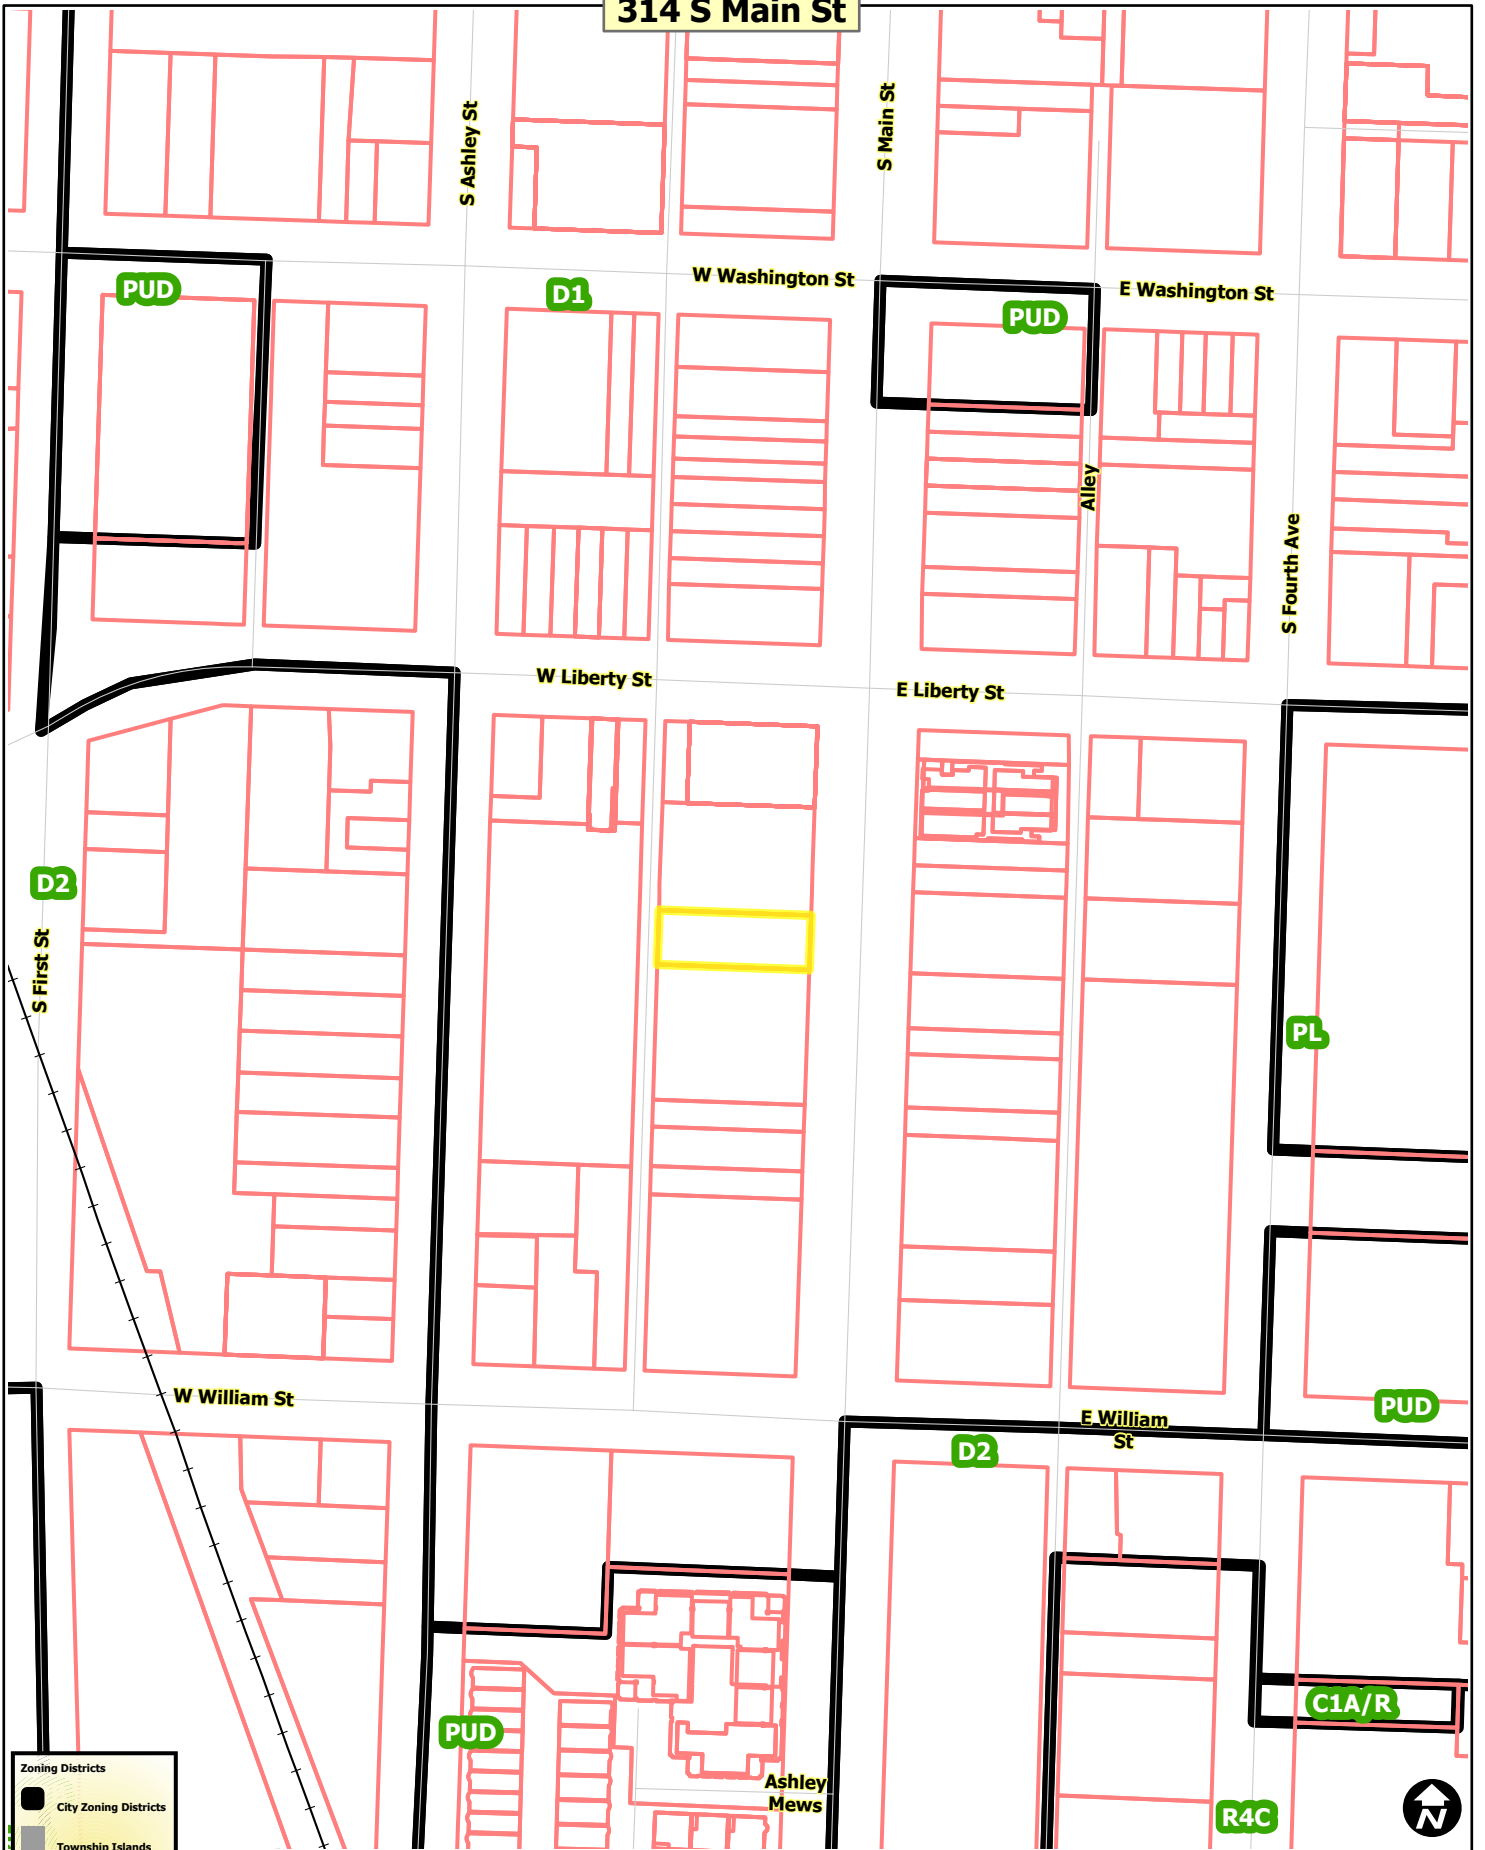 314 S Main St
S Ashley St
S Main St
W Washington St
E Washington St
PUD
D1
PUD
Alley
S Fourth Ave
W Liberty St
E Liberty St
D2
S First St
PL
W William St
E William
St
PUD
D2
PUD
C1A/R
Ashley
Mews
R4C
N
Zoning Districts
City Zoning Districts
Township Islands